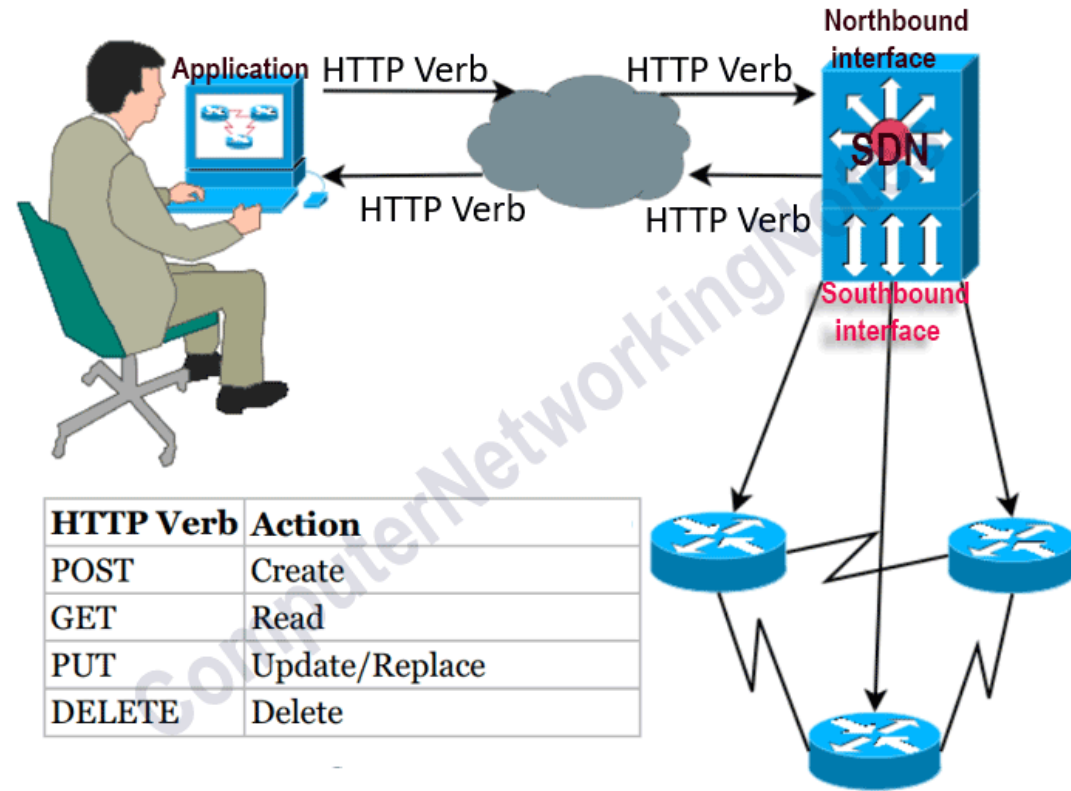 Northbound
interface
Application
HTTP Verb
HTTP Verb
SDN
HTTP Verb
HTTP Verb
Southbound
interface
HTTP Verb Action
POST Create
GET Read
PUT Update/Replace
DELETE Delete